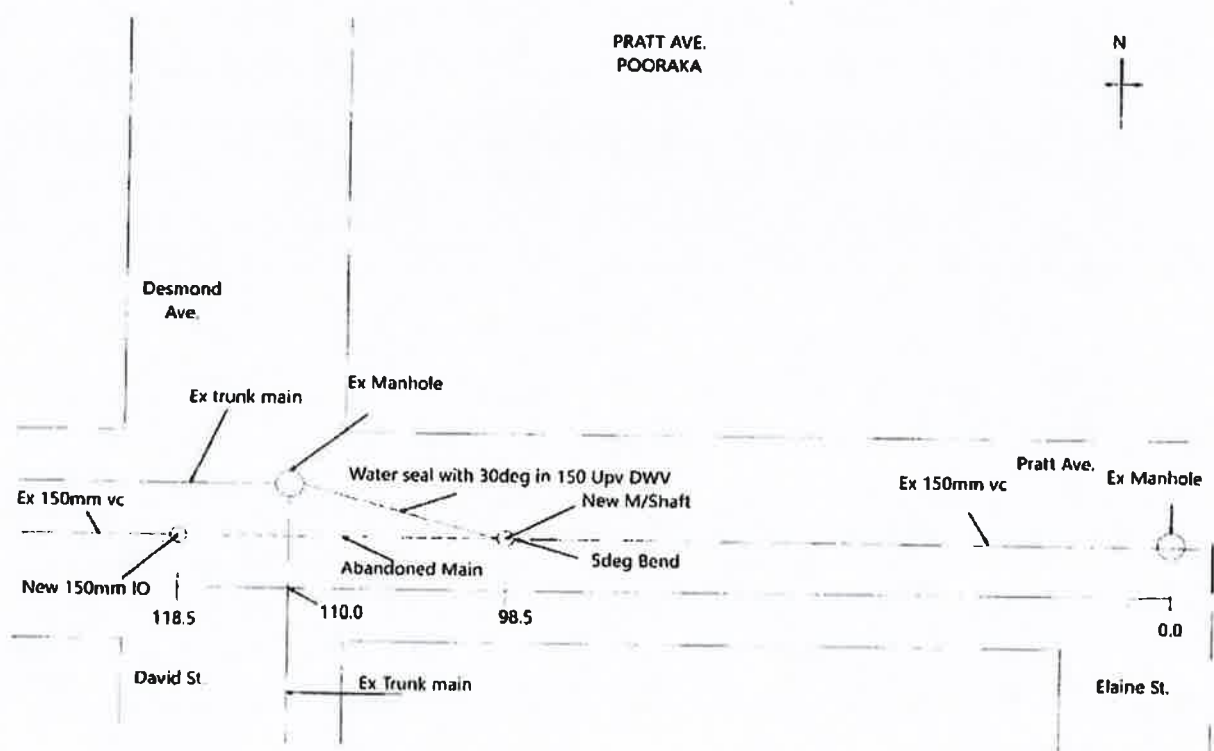 PRATT AVE.
POORAKA
N
Desmond
Ave.
Ex trunk main
Ex Manhole
Water seal with 30deg in 150 Upv DWV
New M/Shaft
Pratt Ave.
Ex 150mm vc
Ex Manhole
Ex 150mm vc
New 150mm IO
Abandoned Main
5deg Bend
118.5
110.0
98.5
0.0
David St.
Ex Trunk main
Elaine St.